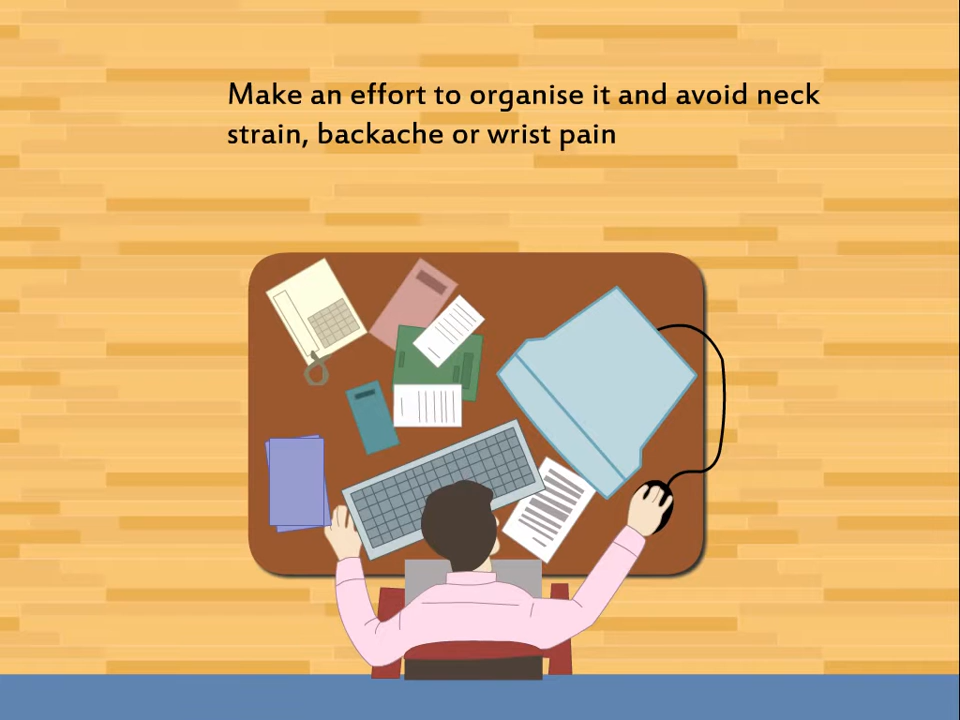 Make an effort to organise it and avoid neck
strain, backache or wrist pain